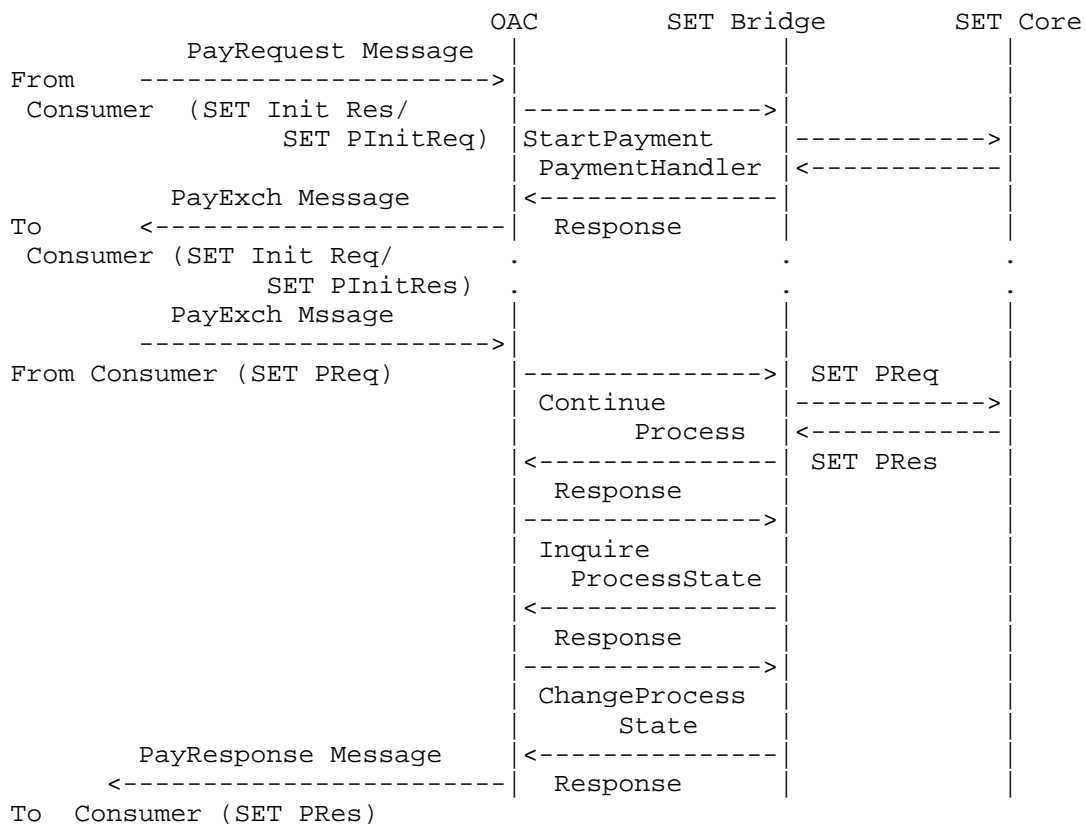 OAC SET Bridge SET Core
PayRequest Message
From
Consumer (SET Init Res/
SET PInitReq) StartPayment
PaymentHandler
PayExch Message
To Response
Consumer (SET Init Req/
SET PInitRes)
PayExch Mssage
From Consumer (SET PReq) SET PReq
Continue
Process
SET PRes
Response
Inquire
ProcessState
Response
ChangeProcess
State
PayResponse Message
Response
To Consumer (SET PRes)